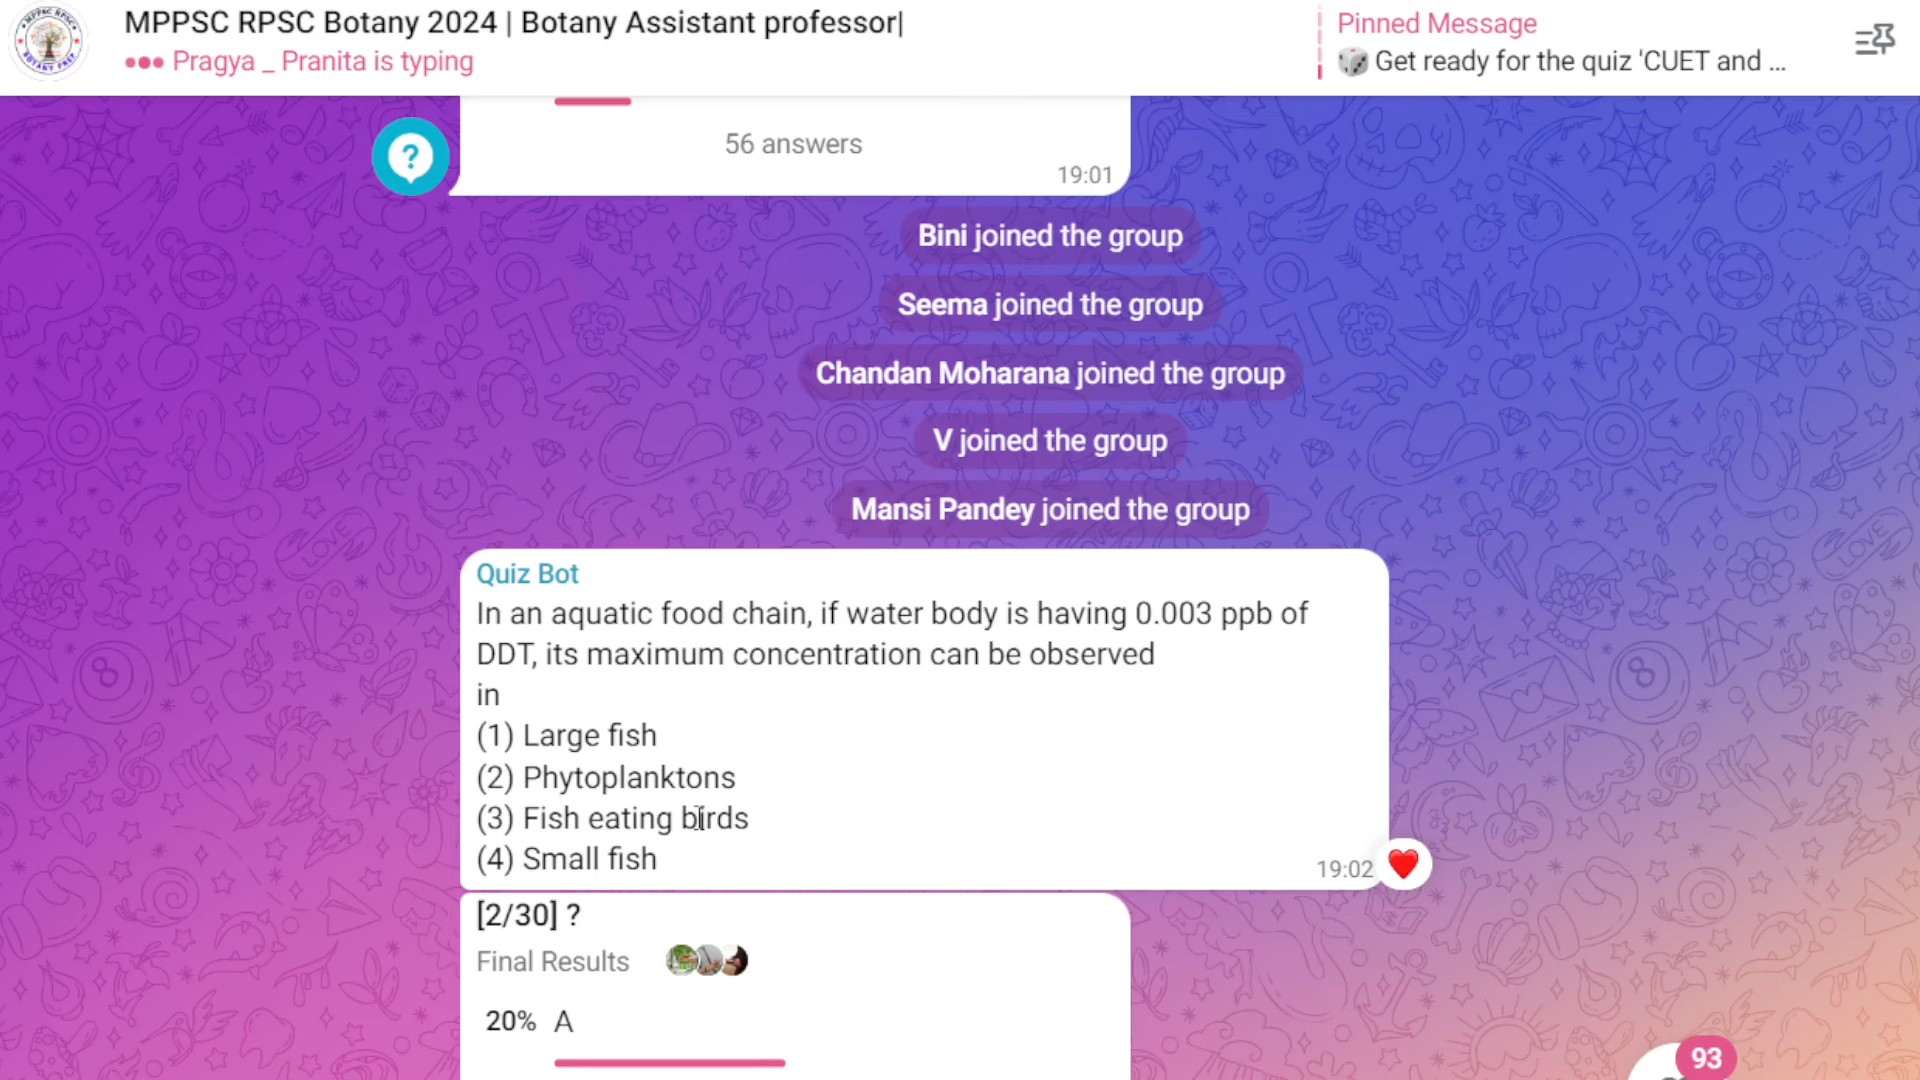 MPPSC RPSC Botany 2024 | Botany Assistant professor|
Pragya _ Pranita is typing
Pinned Message
Get ready for the quiz 'CUET and ...
56 answers
19:01
Bini joined the group
Seema joined the group
Chandan Moharana joined the group
V joined the group
Mansi Pandey joined the group
Quiz Bot
In an aquatic food chain, if water body is having 0.003 ppb of
DDT, its maximum concentration can be observed
in
(1) Large fish
(2) Phytoplanktons
(3) Fish eating birds
(4) Small fish
19:02
[2/30] ?
Final Results
20% A
93